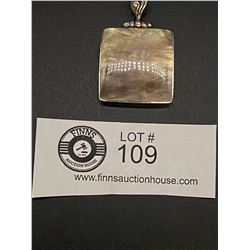 FINNS
AUCTION HOUSE
LOT #
109
www.finnsauctionhouse.com